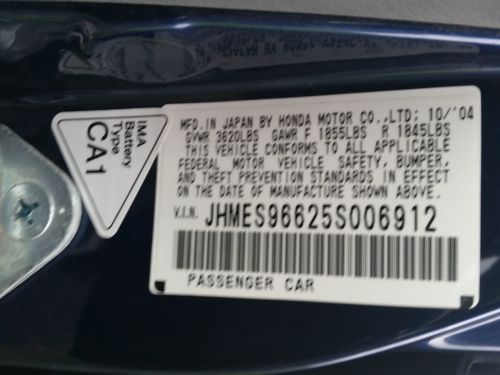 IMA
Battery
Type
CA1
MFD. IN JAPAN BY HONDA MOTOR CO.,LTD: 10/'04
GVWR 3620LBS GAWR F 1855LBS R 1845LBS
THIS VEHICLE CONFORMS TO ALL APPLICABLE
FEDERAL MOTOR VEHICLE SAFETY, BUMPER,
AND THEFT PREVENTION STANDARDS IN EFFECT
ON THE DATE OF MANUFACTURE SHOWN ABOVE.
V.I.N. JHMES96625S006912
PASSENGER CAR